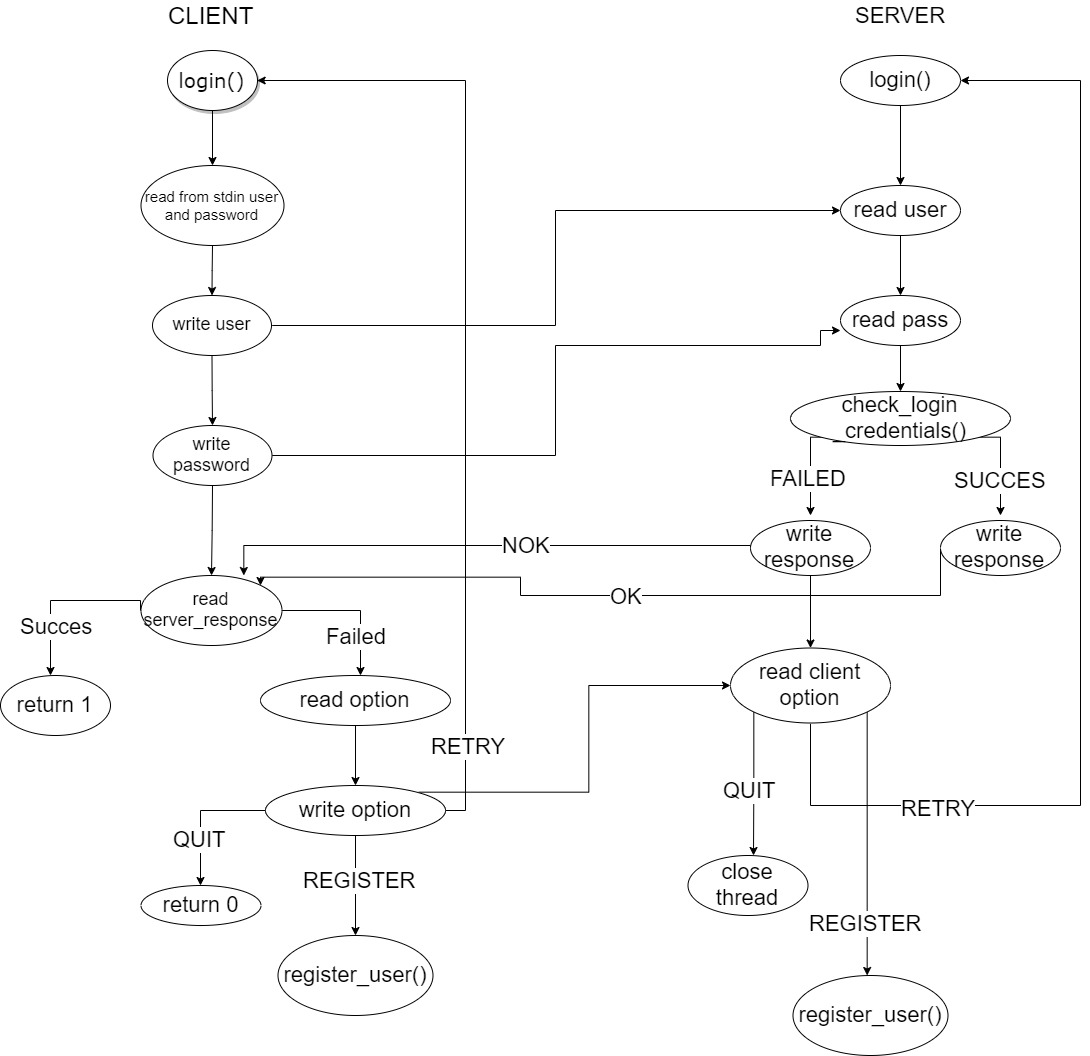 CLIENT
SERVER
login()
login()
read from stdin user
and password
read user
write user
read pass
check_login
credentials()
write
password
FAILED
SUCCES
write
response
write
response
NOK
OK
read
server_response
Succes
Failed
return 1
read option
read client
option
RETRY
write option
QUIT
RETRY
QUIT
REGISTER
close
thread
return 0
REGISTER
register_user()
register_user()